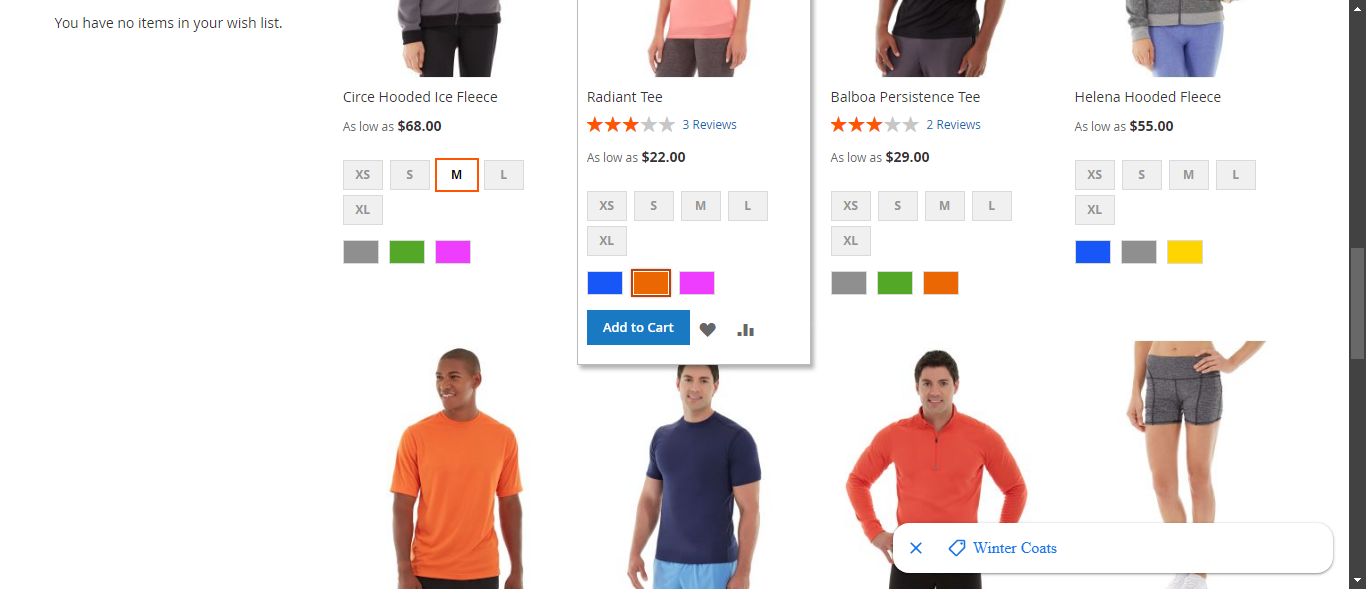 You have no items in your wish list.
Circe Hooded Ice Fleece
As low as $68.00
XS S M L
XL
Radiant Tee
3 Reviews
As low as $22.00
XS S M L
XL
Add to Cart
Balboa Persistence Tee
2 Reviews
As low as $29.00
XS S M L
XL
Helena Hooded Fleece
As low as $55.00
XS S M L
XL
Winter Coats